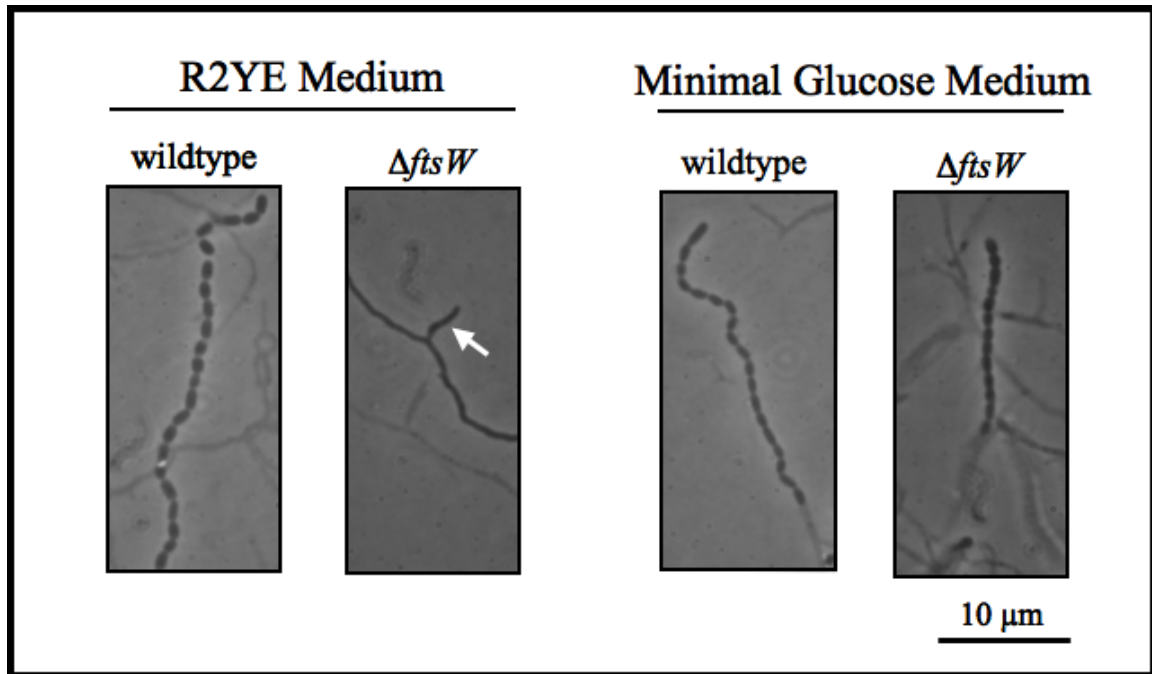 R2YE Medium
Minimal Glucose Medium
wildtype
ΔftsW
wildtype
ΔftsW
10 μm